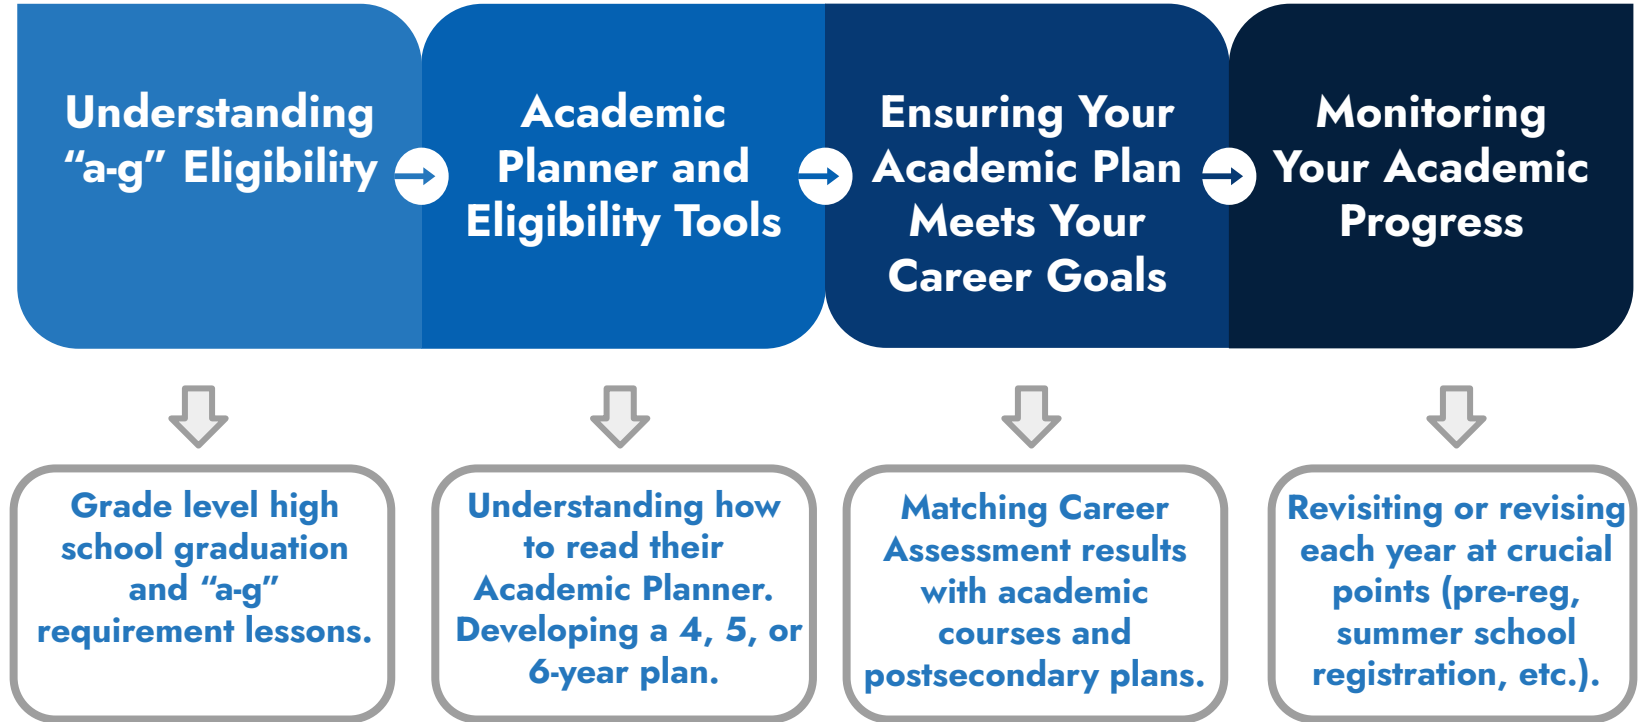 Understanding
“a-g” Eligibility
Academic
Planner and
Eligibility Tools
Ensuring Your
Academic Plan
Meets Your
Career Goals
Monitoring
Your Academic
Progress
Grade level high
school graduation
and “a-g”
requirement lessons.
Understanding how
to read their
Academic Planner.
Developing a 4, 5, or
6-year plan.
Matching Career
Assessment results
with academic
courses and
postsecondary plans.
Revisiting or revising
each year at crucial
points (pre-reg,
summer school
registration, etc.).